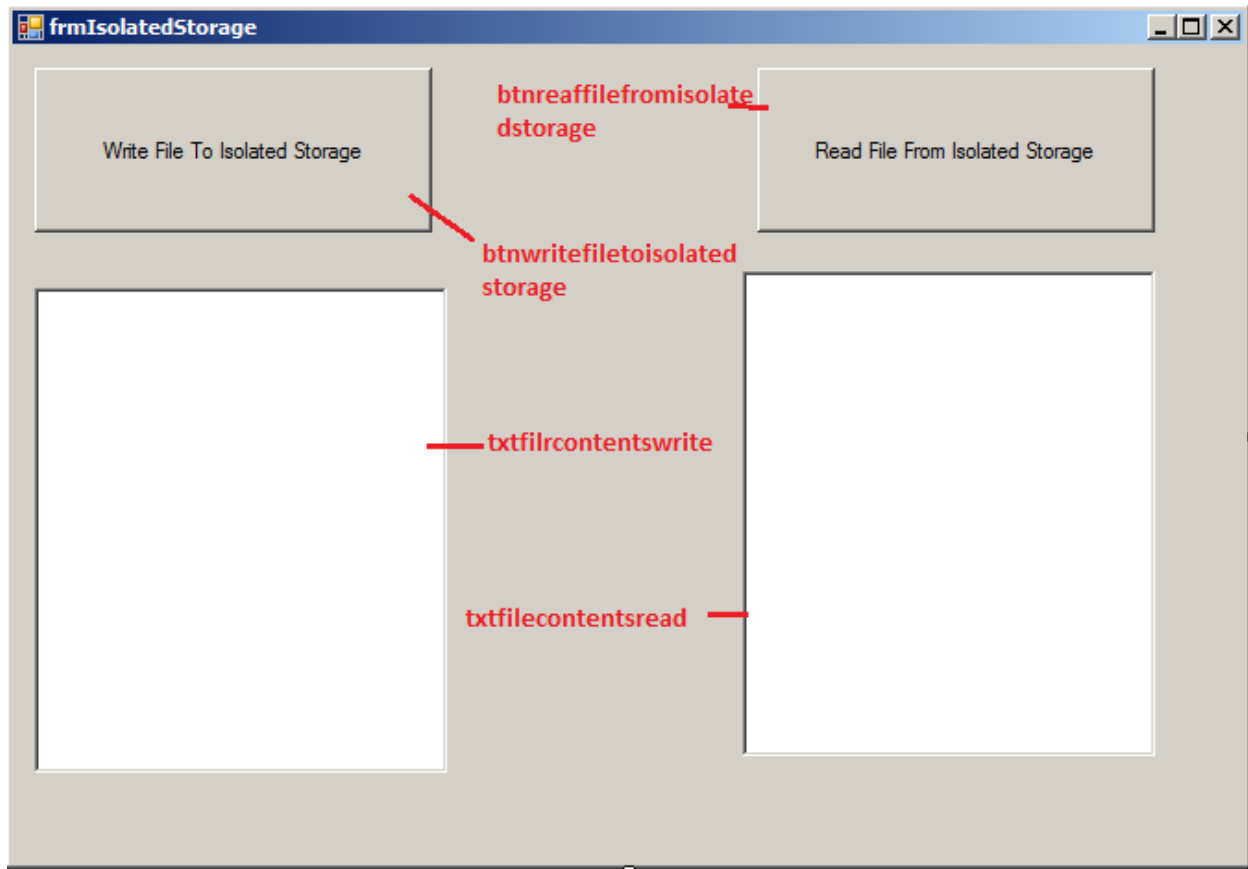 frmIsolatedStorage
Write File To Isolated Storage
btnreaffilefromisolate
dstorage
Read File From Isolated Storage
btnwritefiletoisolated
storage
txtfilrcontentswrite
txtfilecontentsread